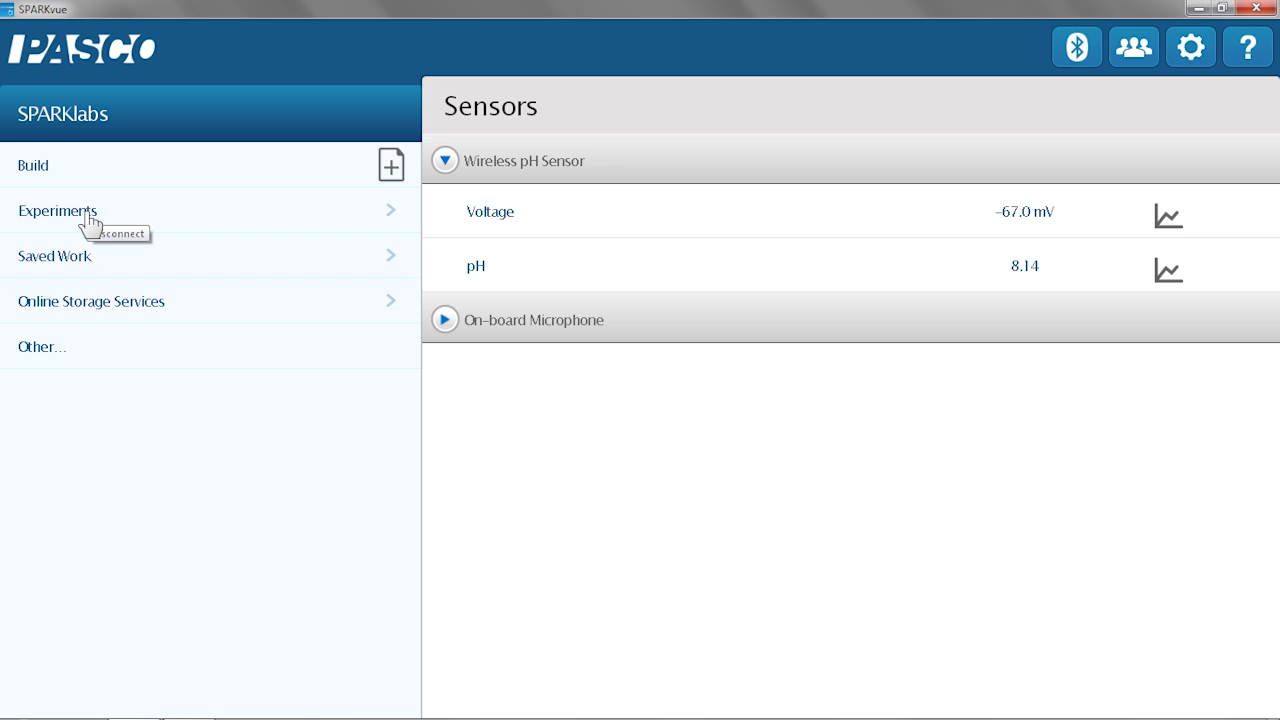 SPARKvue
PASCO
?
SPARKlabs
Build
Experiments
Saved Work
Online Storage Services
Other...
Sensors
Wireless pH Sensor
Voltage -67.0 mV
pH 8.14
On-board Microphone